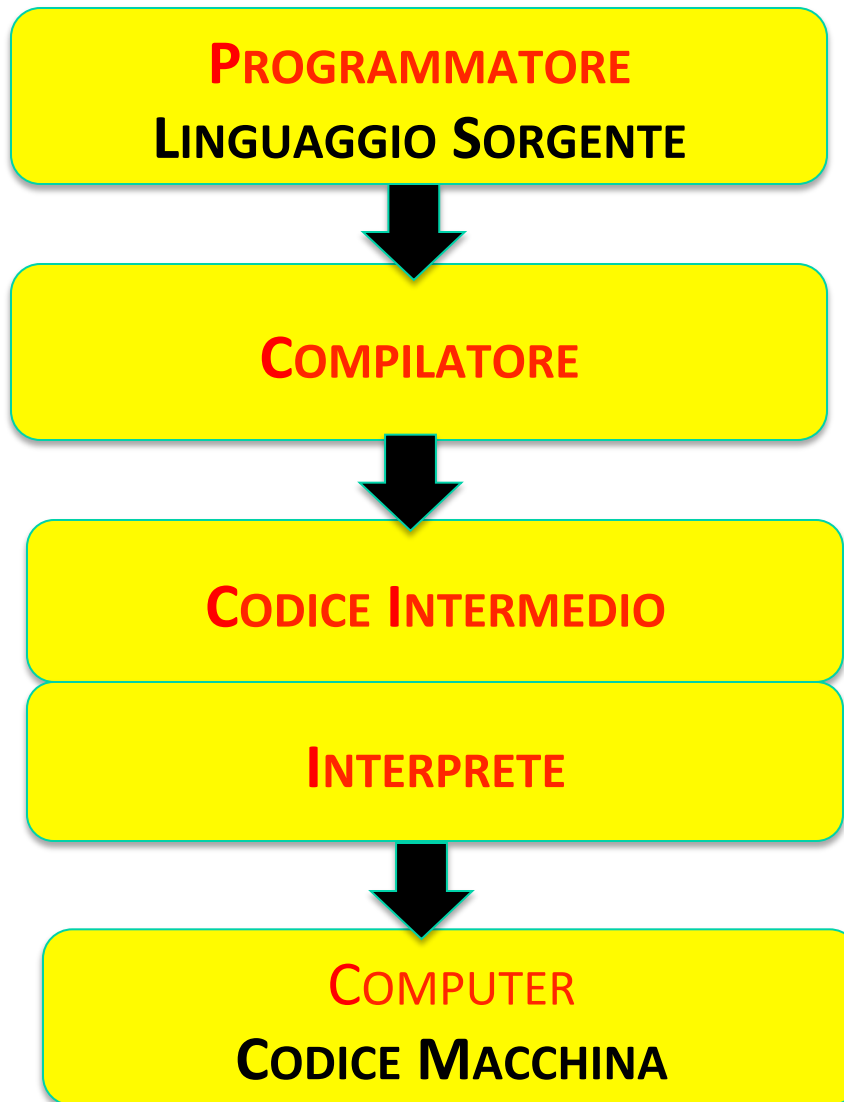 PROGRAMMATORE
LINGUAGGIO SORGENTE
COMPILATORE
CODICE INTERMEDIO
INTERPRETE
COMPUTER
CODICE MACCHINA